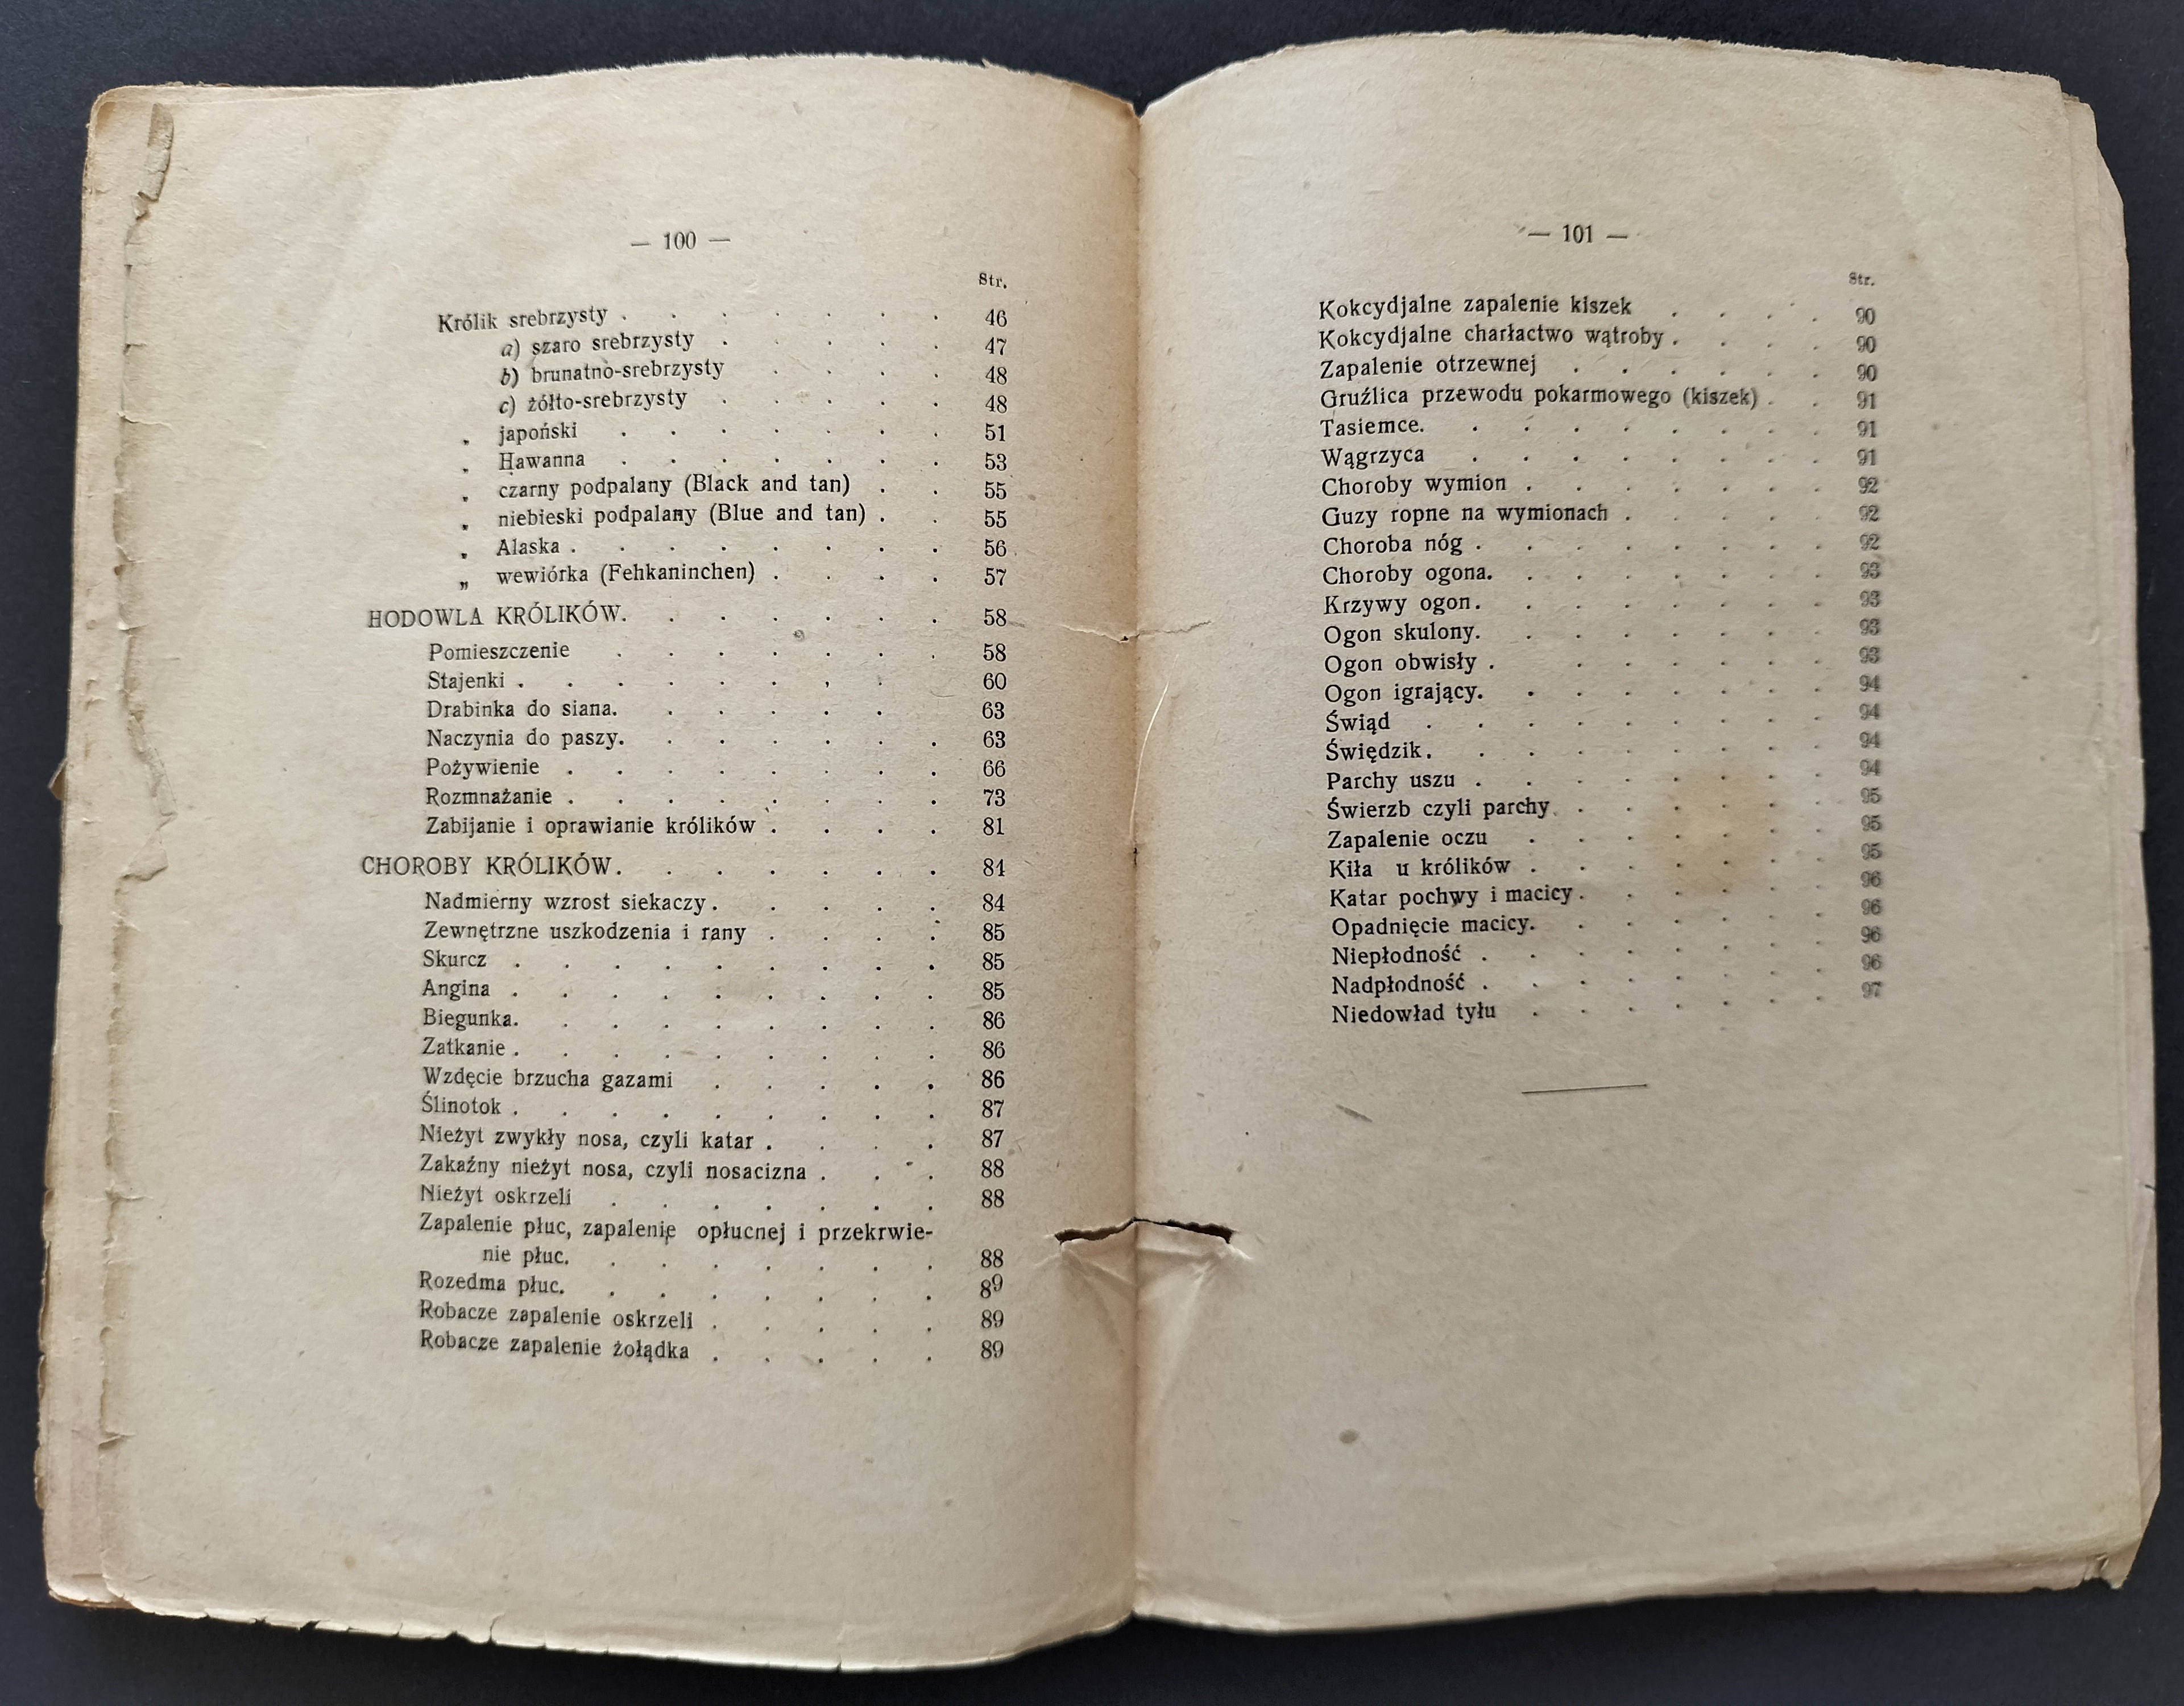 — 100 —
Str.
Królik srebrzysty . . . . . . . 46
a) szaro srebrzysty . . . . . 47
b) brunatno-srebrzysty . . . . 48
c) żółto-srebrzysty . . . . . 48
„ japoński . . . . . . . 51
„ Hawanna . . . . . . . 53
„ czarny podpalany (Black and tan) . . 55
„ niebieski podpalany (Blue and tan) . . 55
„ Alaska . . . . . . . . 56
„ wewiórka (Fehkaninchen) . . . . 57
HODOWLA KRÓLIKÓW. . . . . . . 58
Pomieszczenie . . . . . . . 58
Stajenki . . . . . . . . 60
Drabinka do siana. . . . . . 63
Naczynia do paszy. . . . . . . 63
Pożywienie . . . . . . . . 66
Rozmnażanie . . . . . . . . 73
Zabijanie i oprawianie królików . . . . 81
CHOROBY KRÓLIKÓW. . . . . . . 84
Nadmierny wzrost siekaczy . . . . . 84
Zewnętrzne uszkodzenia i rany . . . . 85
Skurcz . . . . . . . . . 85
Angina . . . . . . . . . 85
Biegunka. . . . . . . . . 86
Zatkanie . . . . . . . . . 86
Wzdęcie brzucha gazami . . . . . 86
Ślinotok . . . . . . . . . 87
Nieżyt zwykły nosa, czyli katar . . . . 87
Zakaźny nieżyt nosa, czyli nosacizna . . . 88
Nieżyt oskrzeli . . . . . . . 88
Zapalenie płuc, zapalenie opłucnej i przekrwie-
nie płuc. . . . . . . . 88
Rozedma płuc. . . . . . . . 89
Robacze zapalenie oskrzeli . . . . . 89
Robacze zapalenie żołądka . . . . . 89
— 101 —
Str.
Kokcydjalne zapalenie kiszek . . . . 90
Kokcydjalne charłactwo wątroby . . . . 90
Zapalenie otrzewnej . . . . . . 90
Gruźlica przewodu pokarmowego (kiszek) . . 91
Tasiemce. . . . . . . . . 91
Wągrzyca . . . . . . . . 91
Choroby wymion . . . . . . . 92
Guzy ropne na wymionach . . . . . 92
Choroba nóg . . . . . . . . 92
Choroby ogona. . . . . . . . 93
Krzywy ogon. . . . . . . . 93
Ogon skulony. . . . . . . . 93
Ogon obwisły . . . . . . . 93
Ogon igrający. . . . . . . . 94
Świąd . . . . . . . . . 94
Świędzik. . . . . . . . . 94
Parchy uszu . . . . . . . . 94
Świerzb czyli parchy. . . . . . . 95
Zapalenie oczu . . . . . . . 95
Kiła u królików . . . . . . . 95
Katar pochwy i macicy . . . . . . 96
Opadnięcie macicy. . . . . . . 96
Niepłodność . . . . . . . . 96
Nadpłodność . . . . . . . . 96
Niedowład tyłu . . . . . . . 97